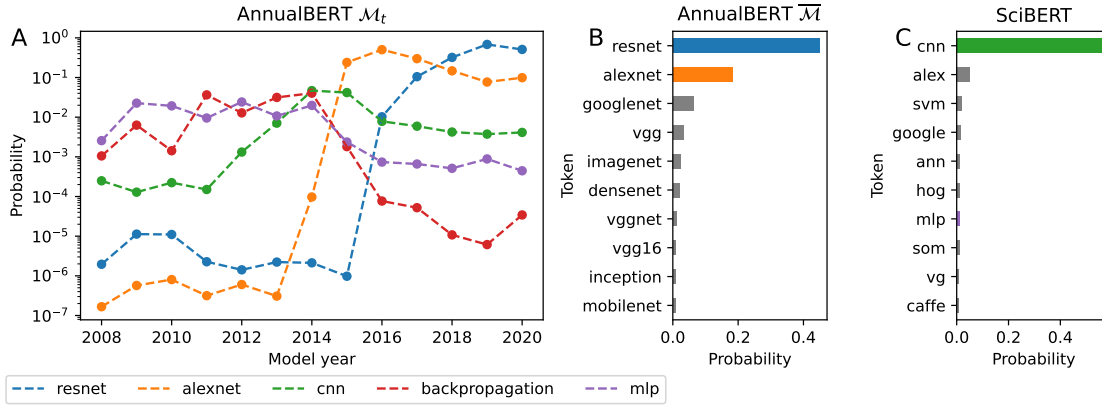 AnnualBERT ℳₜ
A
10⁰
10⁻¹
10⁻²
10⁻³
10⁻⁴
10⁻⁵
10⁻⁶
10⁻⁷
Probability
2008 2010 2012 2014 2016 2018 2020
Model year
resnet alexnet cnn backpropagation mlp
AnnualBERT ℳ̅
B
resnet
alexnet
googlenet
vgg
imagenet
densenet
vggnet
vgg16
inception
mobilenet
Token
0.0 0.2 0.4
Probability
SciBERT
C
cnn
alex
svm
google
ann
hog
mlp
som
vg
caffe
Token
0.0 0.2 0.4
Probability